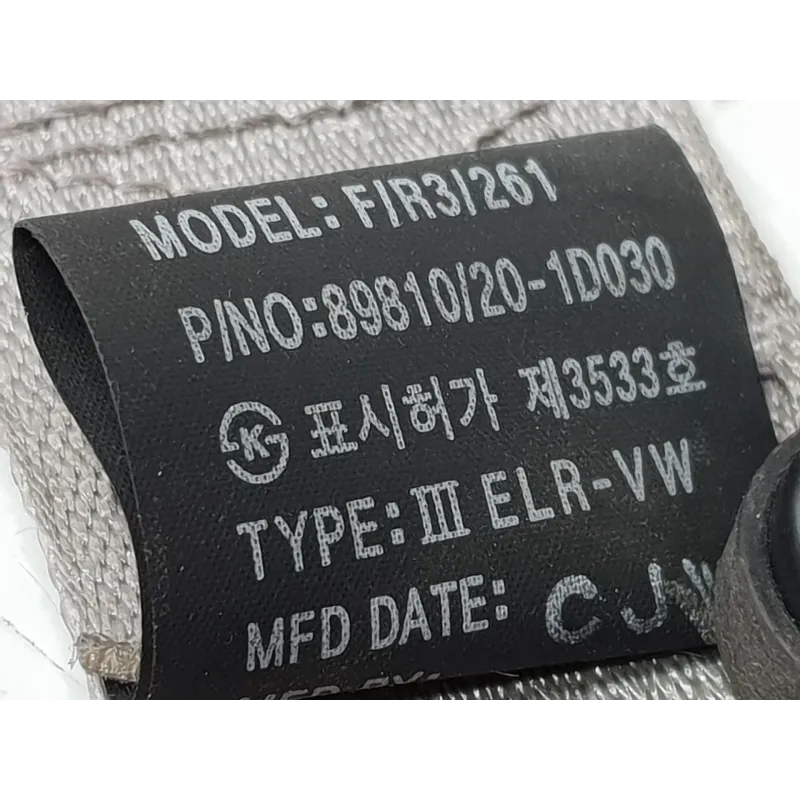 MODEL: F/R3/261
P/NO:89810/20-1D030
표시허가 제3533호
TYPE:Ⅲ ELR-VW
MFD DATE: C J